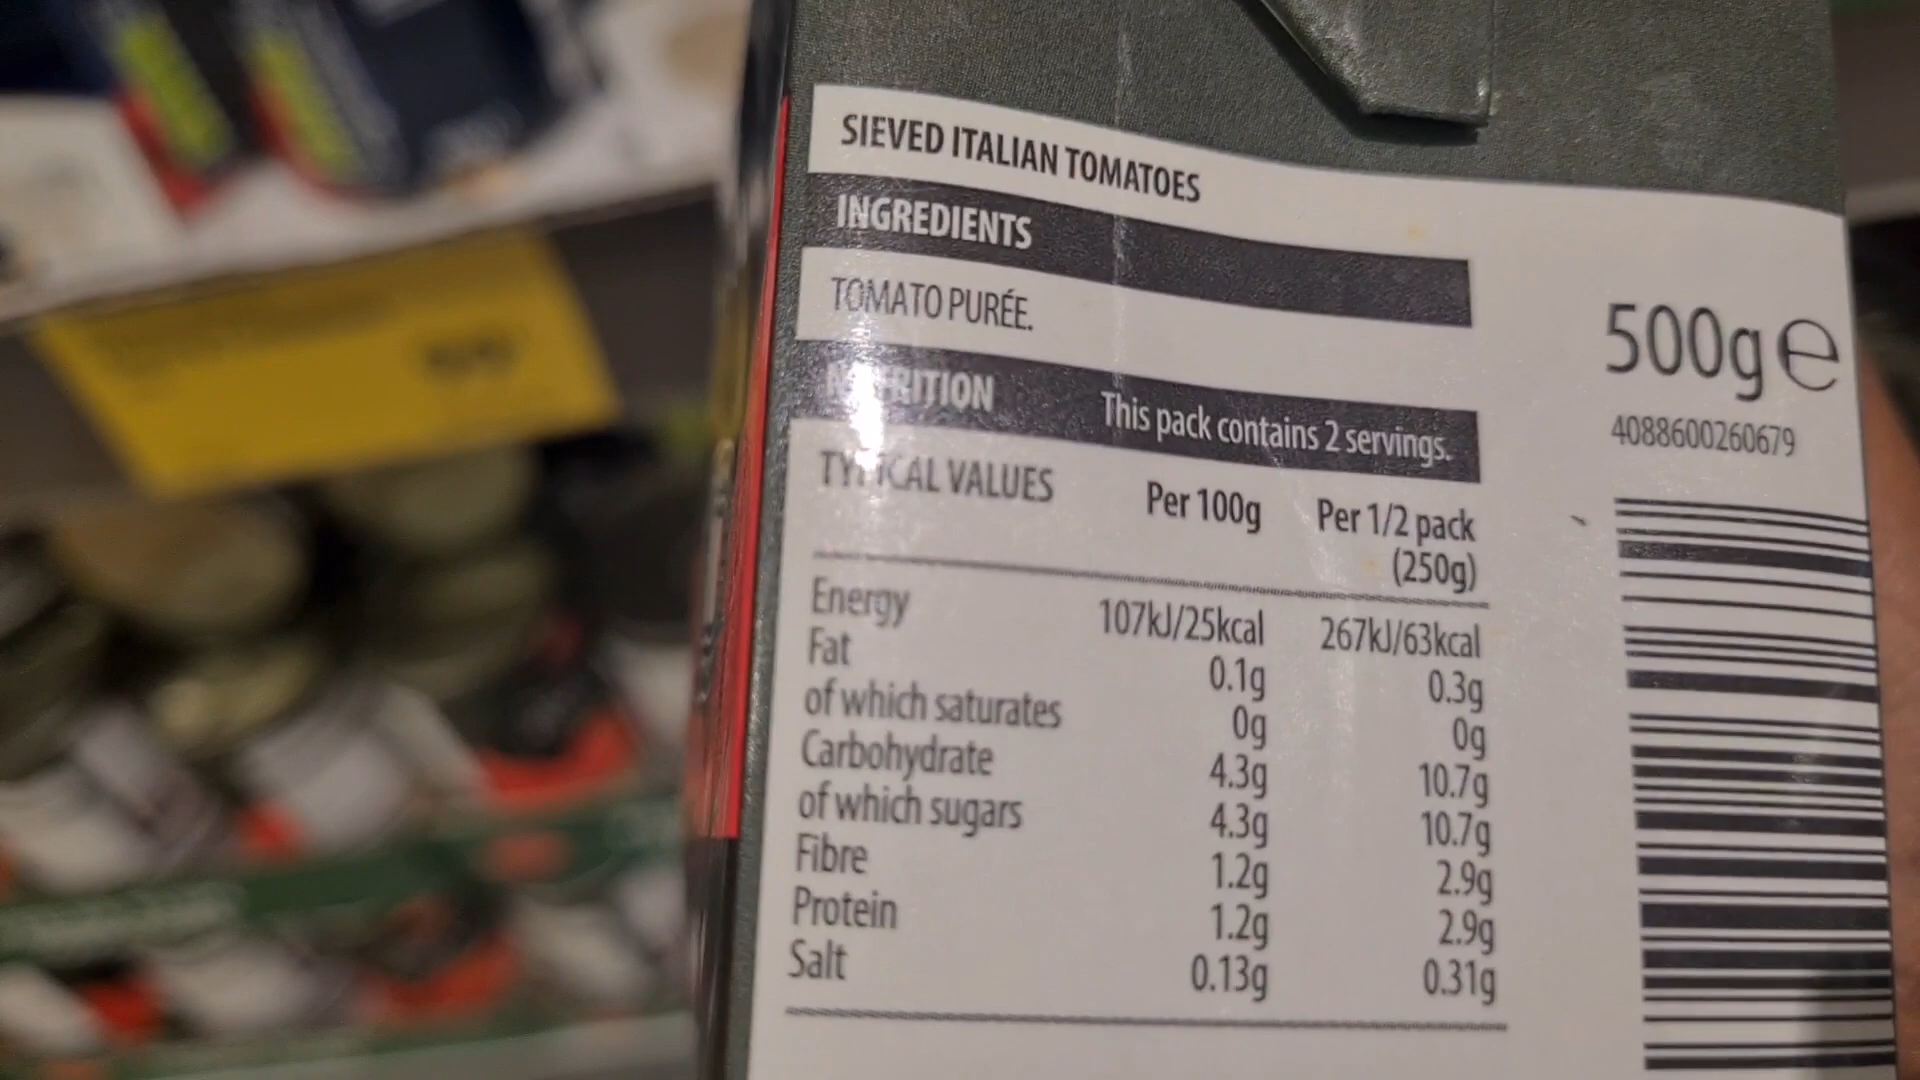 SIEVED ITALIAN TOMATOES
INGREDIENTS
TOMATO PURÉE.
NUTRITION This pack contains 2 servings.
TYPICAL VALUES Per 100g Per 1/2 pack
(250g)
Energy 107kJ/25kcal 267kJ/63kcal
Fat 0.1g 0.3g
of which saturates 0g 0g
Carbohydrate 4.3g 10.7g
of which sugars 4.3g 10.7g
Fibre 1.2g 2.9g
Protein 1.2g 2.9g
Salt 0.13g 0.31g
500g e
4088600260679